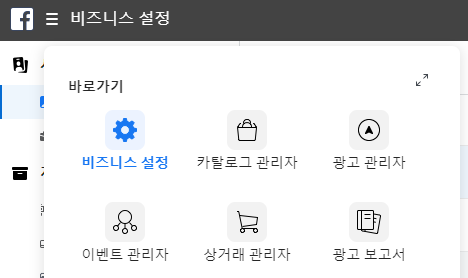 비즈니스 설정
바로가기
비즈니스 설정
카탈로그 관리자
광고 관리자
이벤트 관리자
상거래 관리자
광고 보고서